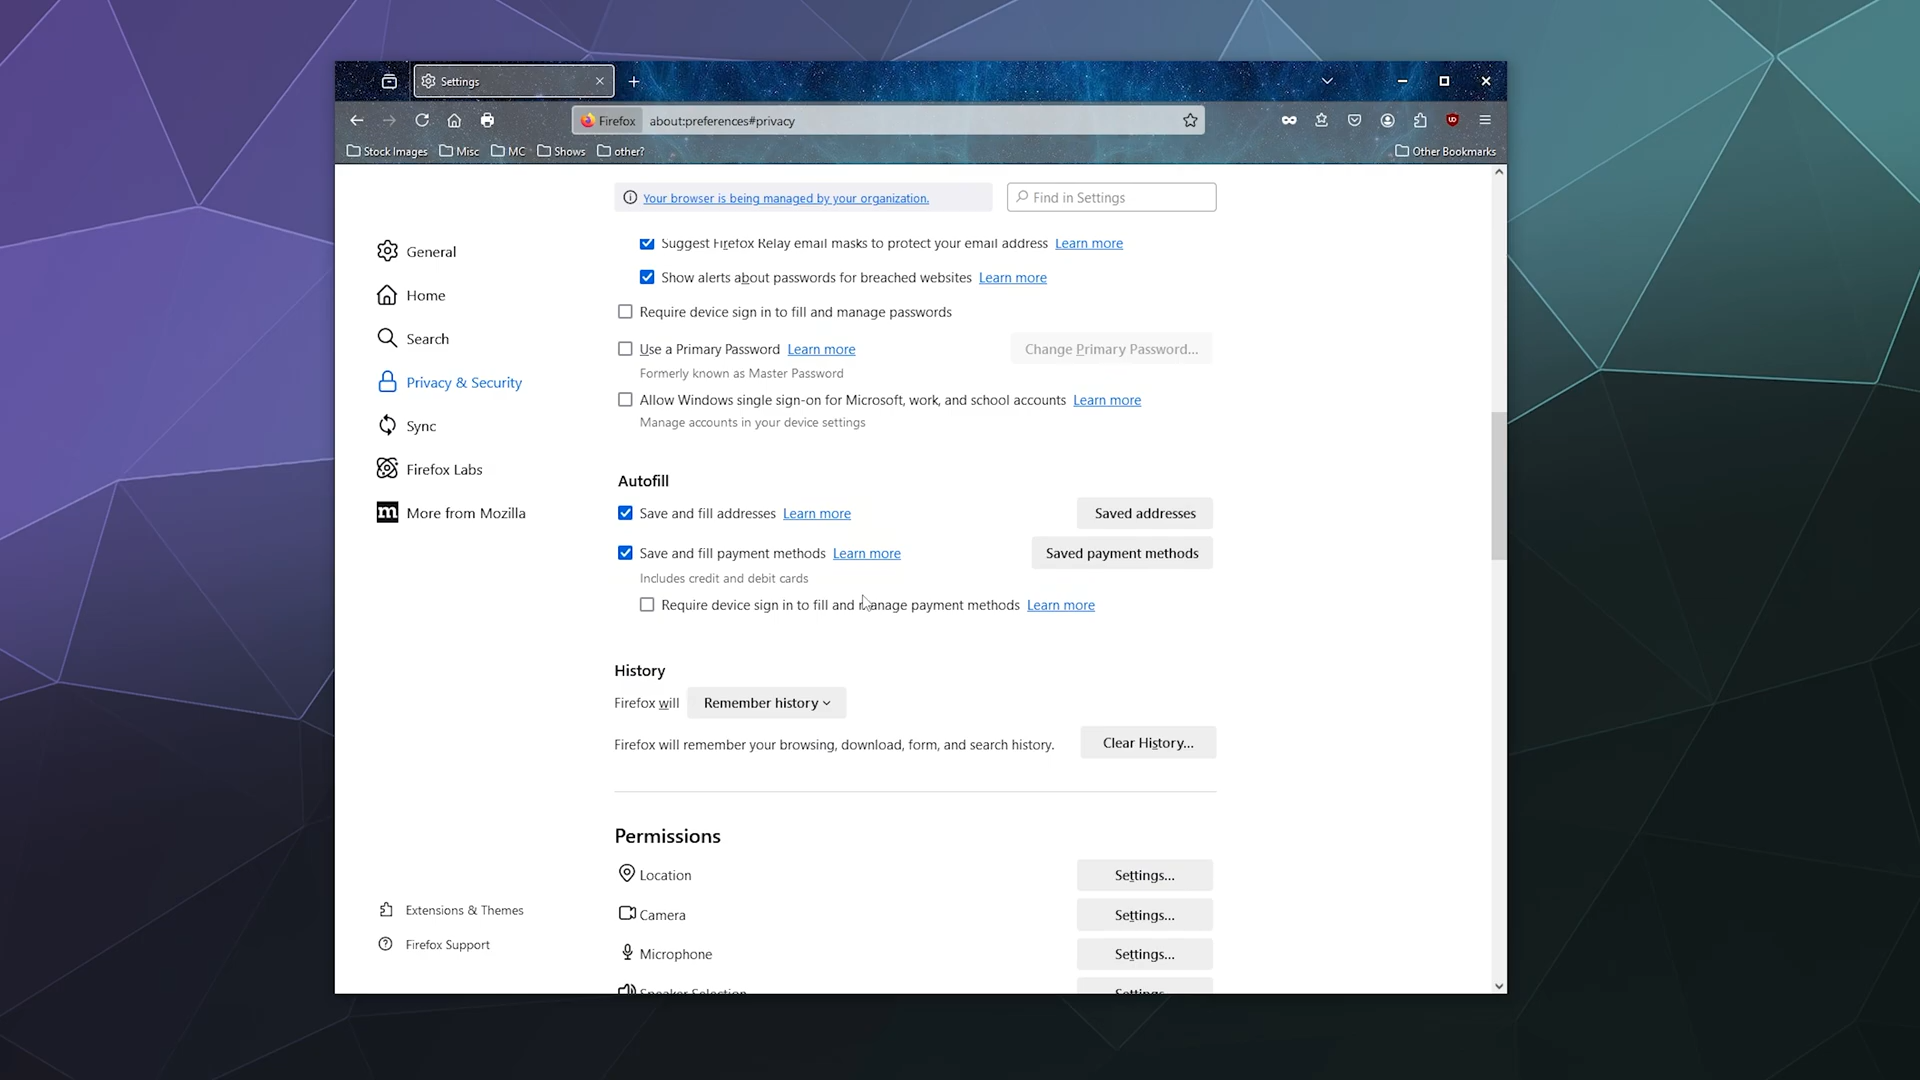 Settings
Firefox about:preferences#privacy
Stock Images Misc MC Shows other? Other Bookmarks
Your browser is being managed by your organization. Find in Settings
General
Home
Search
Privacy & Security
Sync
Firefox Labs
m More from Mozilla
Extensions & Themes
Firefox Support
Suggest Firefox Relay email masks to protect your email address Learn more
Show alerts about passwords for breached websites Learn more
Require device sign in to fill and manage passwords
Use a Primary Password Learn more Change Primary Password...
Formerly known as Master Password
Allow Windows single sign-on for Microsoft, work, and school accounts Learn more
Manage accounts in your device settings
Autofill
Save and fill addresses Learn more Saved addresses
Save and fill payment methods Learn more Saved payment methods
Includes credit and debit cards
Require device sign in to fill and manage payment methods Learn more
History
Firefox will Remember history
Firefox will remember your browsing, download, form, and search history. Clear History...
Permissions
Location Settings...
Camera Settings...
Microphone Settings...
Speaker Selection Settings